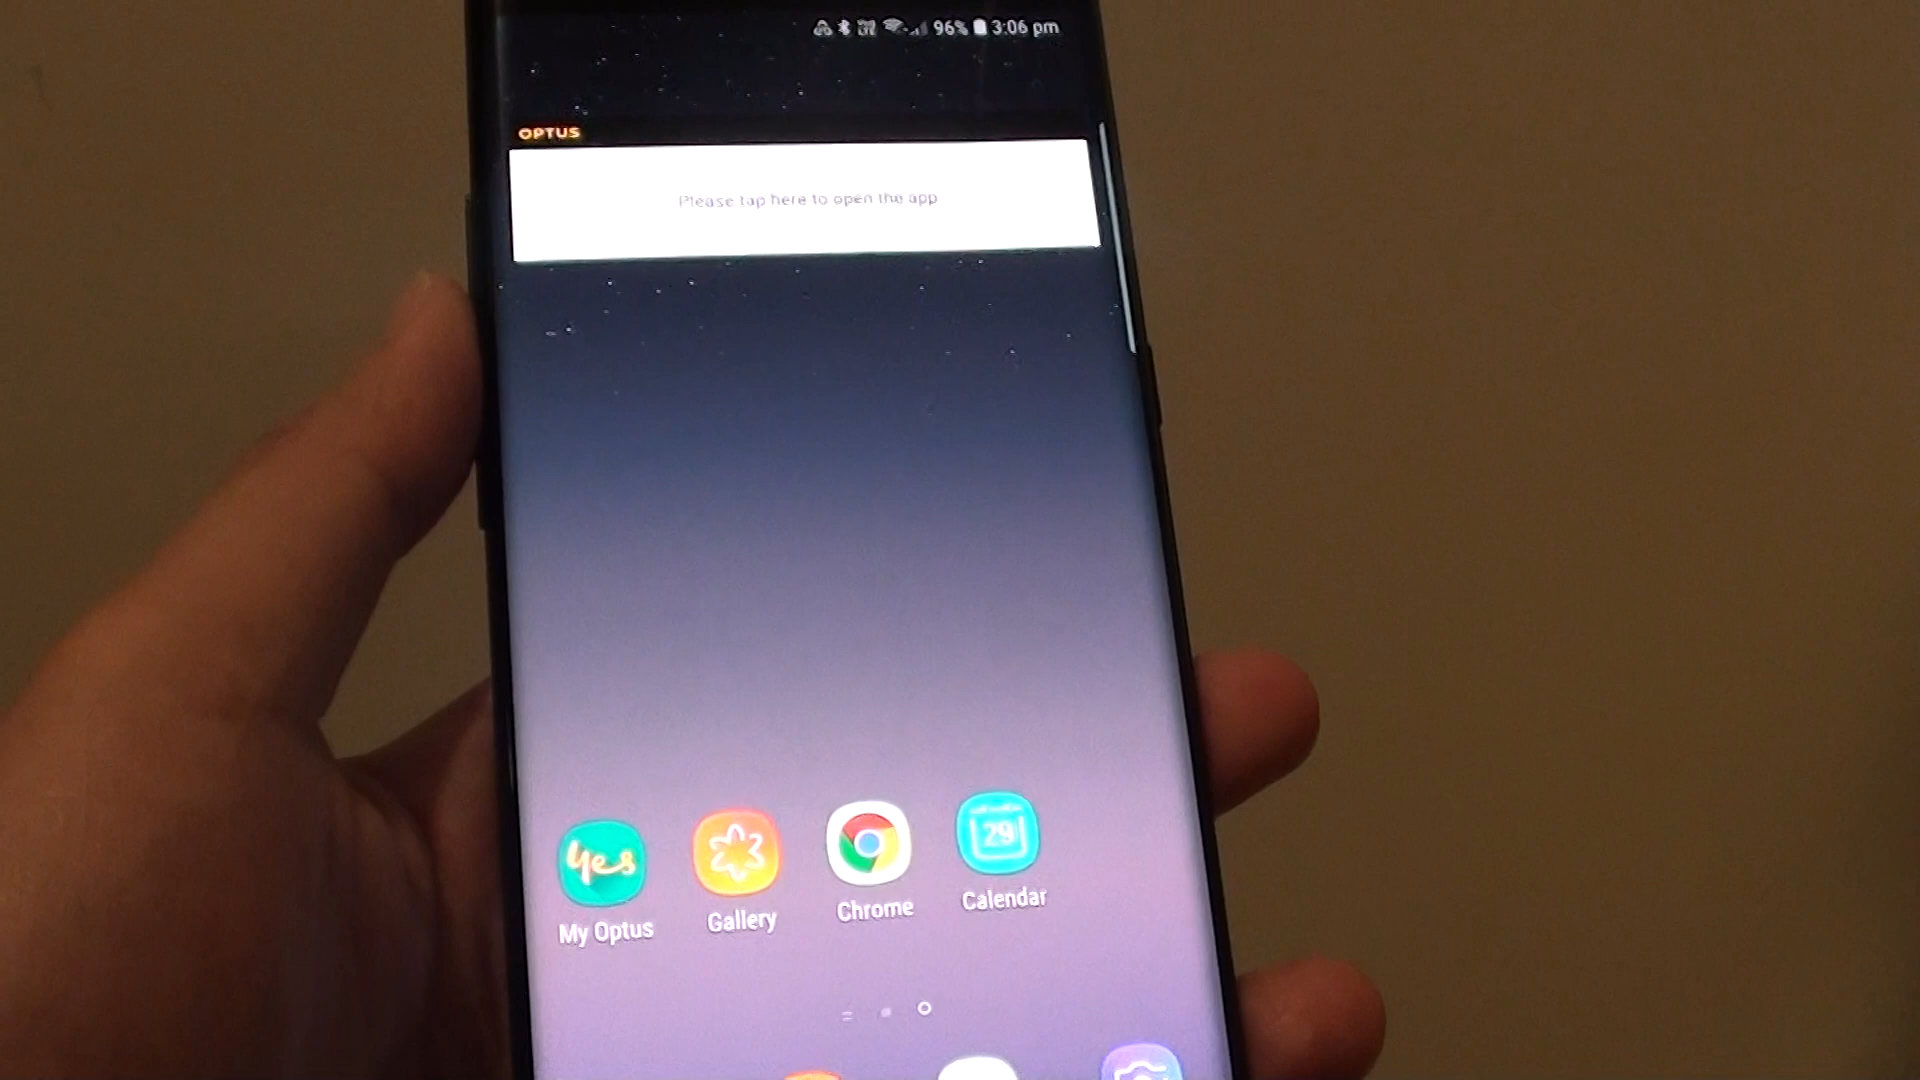 96% 3:06 pm
OPTUS
Please tap here to open the app
yes
29
My Optus
Gallery
Chrome
Calendar